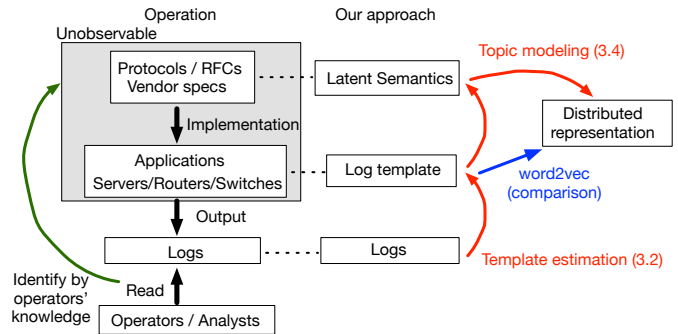 Operation
Our approach
Unobservable
Protocols / RFCs
Vendor specs
Latent Semantics
Topic modeling (3.4)
Distributed
representation
Implementation
Applications
Servers/Routers/Switches
Log template
word2vec
(comparison)
Output
Logs
Logs
Template estimation (3.2)
Identify by
operators'
knowledge
Read
Operators / Analysts